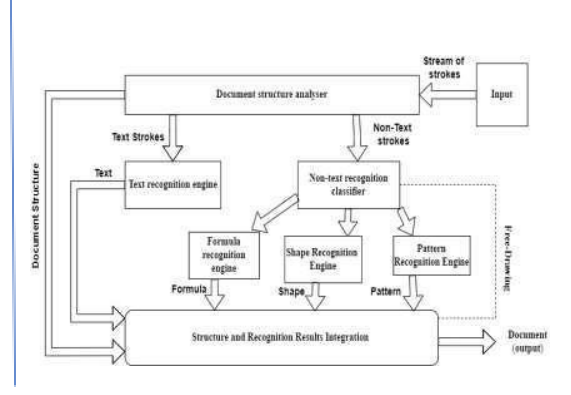 Stream of
strokes
Document structure analyser
Input
Text Strokes
Non-Text
strokes
Text
Text recognition engine
Non-text recognition
classifier
Document Structure
Free-Drawing
Formula
recognition
engine
Shape Recognition
Engine
Pattern
Recognition Engine
Formula
Shape
Pattern
Structure and Recognition Results Integration
Document
(output)